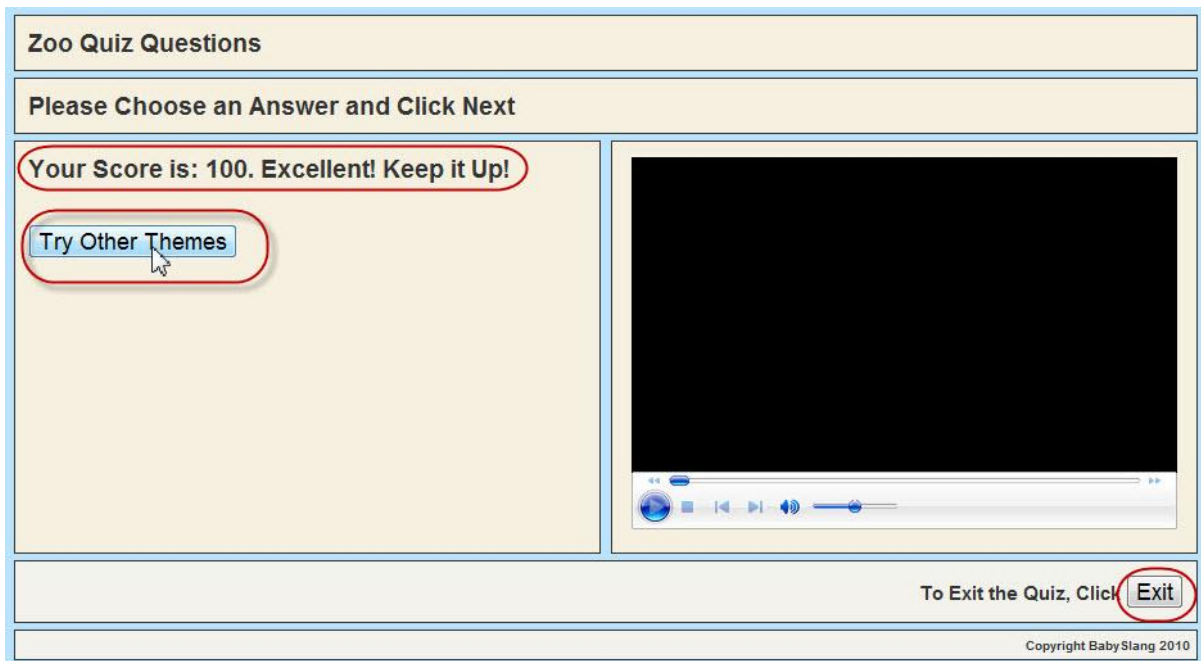 Zoo Quiz Questions
Please Choose an Answer and Click Next
Your Score is: 100. Excellent! Keep it Up!
Try Other Themes
To Exit the Quiz, Click Exit
Copyright BabySlang 2010